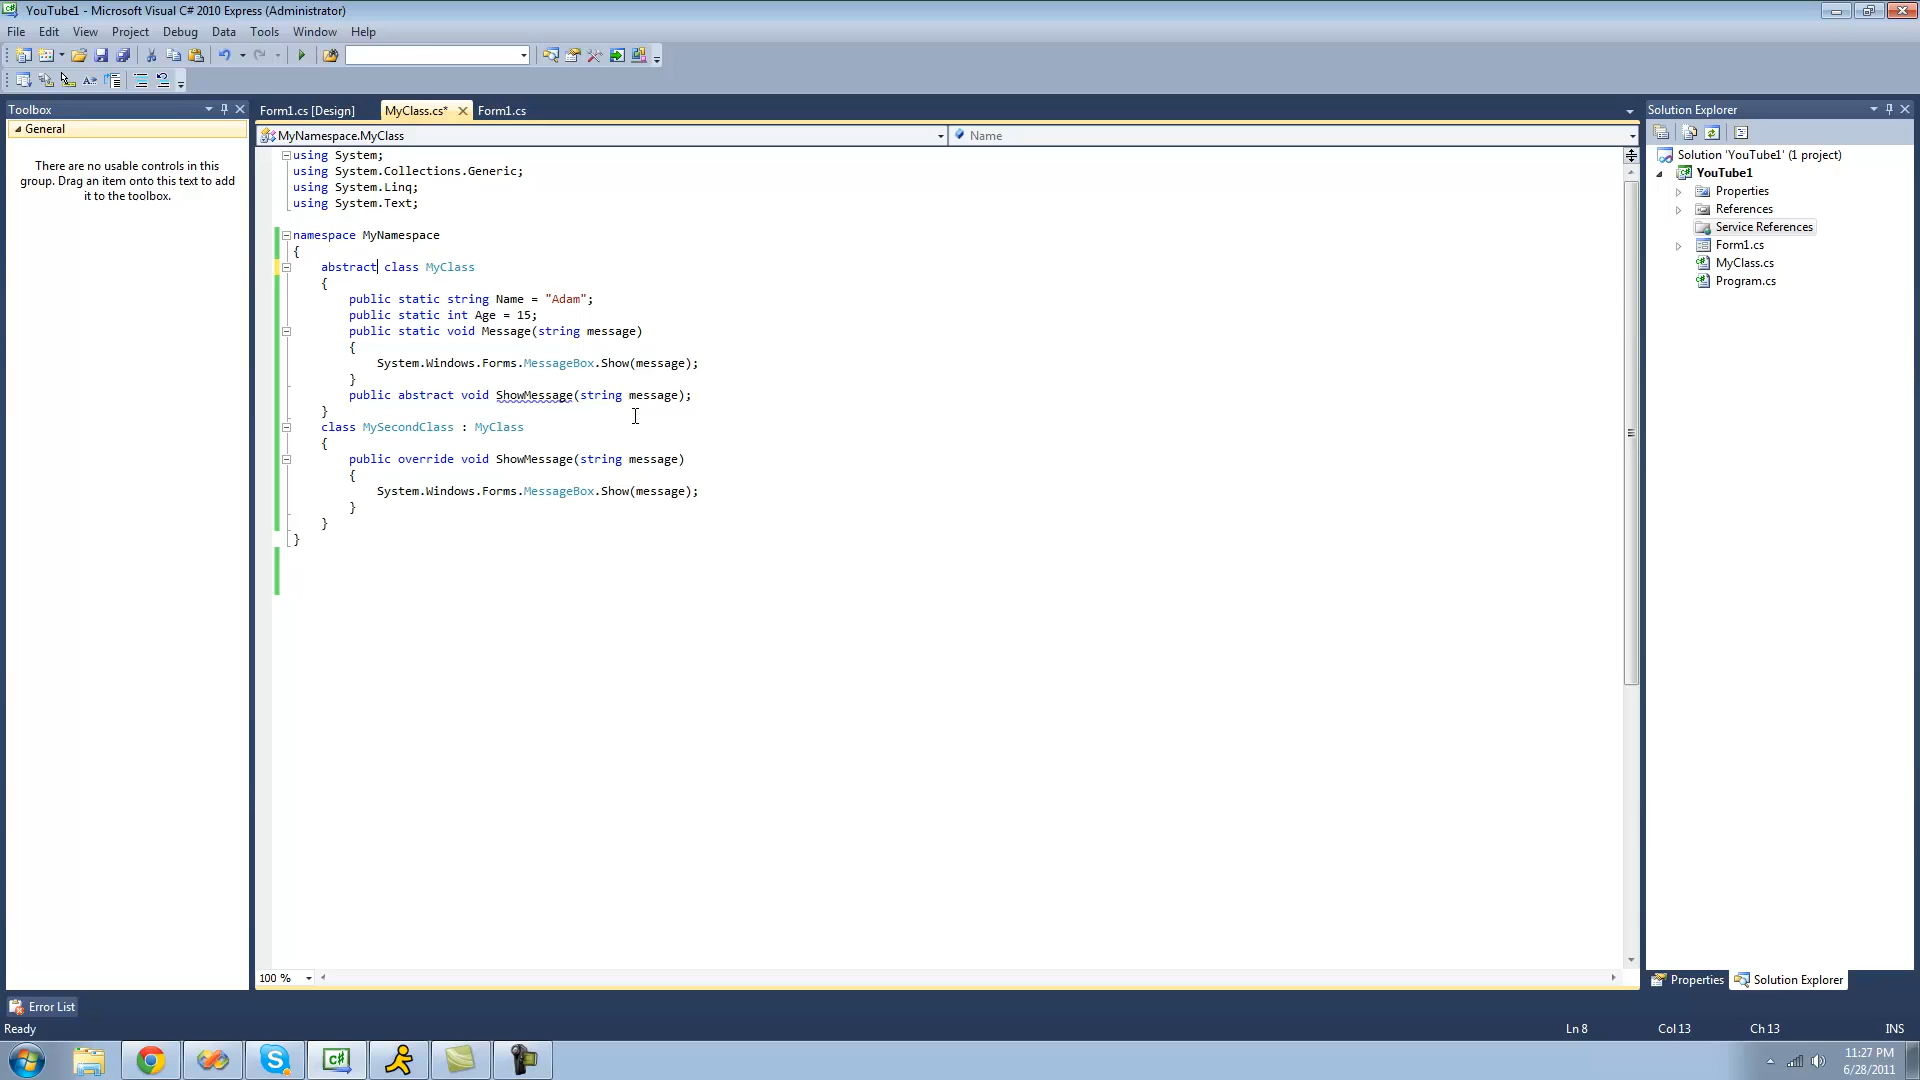 YouTube1 - Microsoft Visual C# 2010 Express (Administrator)
File Edit View Project Debug Data Tools Window Help
Toolbox
General
There are no usable controls in this
group. Drag an item onto this text to add
it to the toolbox.
Form1.cs [Design] MyClass.cs* Form1.cs
MyNamespace.MyClass Name
using System;
using System.Collections.Generic;
using System.Linq;
using System.Text;
namespace MyNamespace
{
abstract class MyClass
{
public static string Name = "Adam";
public static int Age = 15;
public static void Message(string message)
{
System.Windows.Forms.MessageBox.Show(message);
}
public abstract void ShowMessage(string message);
}
class MySecondClass : MyClass
{
public override void ShowMessage(string message)
{
System.Windows.Forms.MessageBox.Show(message);
}
}
}
100 %
Solution Explorer
Solution 'YouTube1' (1 project)
YouTube1
Properties
References
Service References
Form1.cs
MyClass.cs
Program.cs
Properties Solution Explorer
Error List
Ready Ln 8 Col 13 Ch 13 INS
11:27 PM
6/28/2011